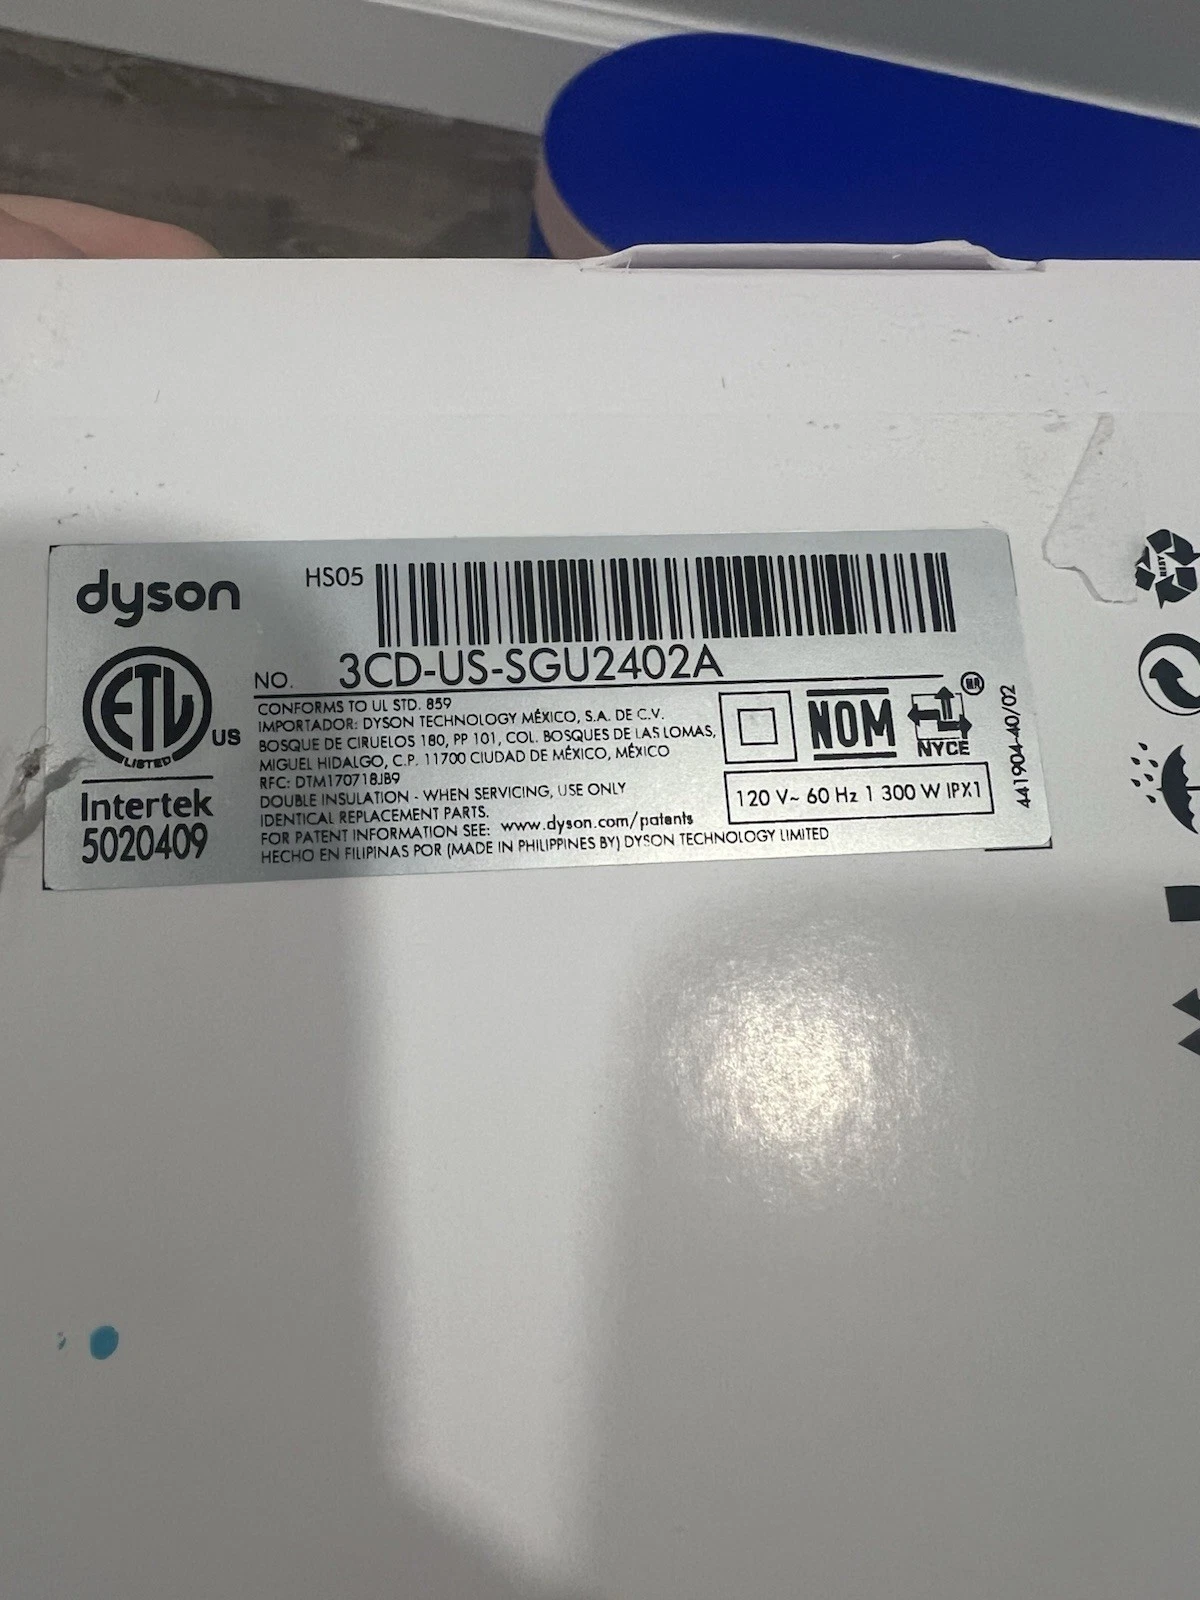 dyson
HS05
NO. 3CD-US-SGU2402A
ETL
US
LISTED
Intertek
5020409
CONFORMS TO UL STD. 859
IMPORTADOR: DYSON TECHNOLOGY MÉXICO, S.A. DE C.V.
BOSQUE DE CIRUELOS 180, PP 101, COL. BOSQUES DE LAS LOMAS,
MIGUEL HIDALGO, C.P. 11700 CIUDAD DE MÉXICO, MÉXICO
RFC: DTM170718JB9
DOUBLE INSULATION - WHEN SERVICING, USE ONLY
IDENTICAL REPLACEMENT PARTS.
FOR PATENT INFORMATION SEE: www.dyson.com/patents
HECHO EN FILIPINAS POR (MADE IN PHILIPPINES BY) DYSON TECHNOLOGY LIMITED
NOM
NYCE
MR
120 V~ 60 Hz 1 300 W IPX1
441904-40/02